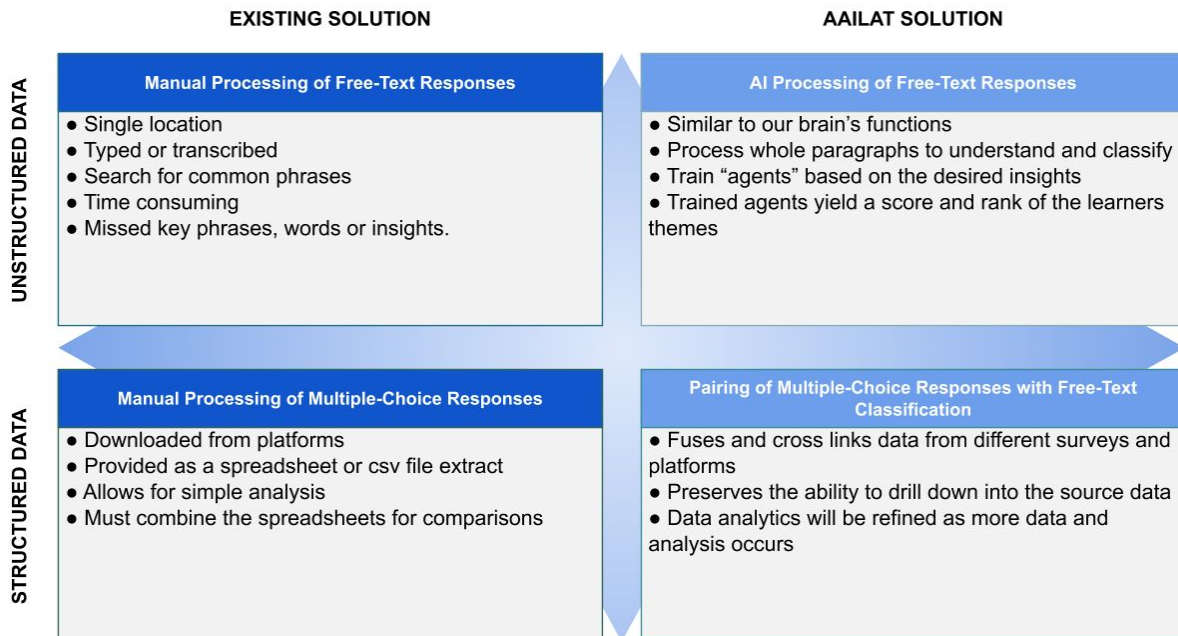 EXISTING SOLUTION
AAILAT SOLUTION
UNSTRUCTURED DATA
Manual Processing of Free-Text Responses
● Single location
● Typed or transcribed
● Search for common phrases
● Time consuming
● Missed key phrases, words or insights.
AI Processing of Free-Text Responses
● Similar to our brain’s functions
● Process whole paragraphs to understand and classify
● Train “agents” based on the desired insights
● Trained agents yield a score and rank of the learners
themes
STRUCTURED DATA
Manual Processing of Multiple-Choice Responses
● Downloaded from platforms
● Provided as a spreadsheet or csv file extract
● Allows for simple analysis
● Must combine the spreadsheets for comparisons
Pairing of Multiple-Choice Responses with Free-Text
Classification
● Fuses and cross links data from different surveys and
platforms
● Preserves the ability to drill down into the source data
● Data analytics will be refined as more data and
analysis occurs